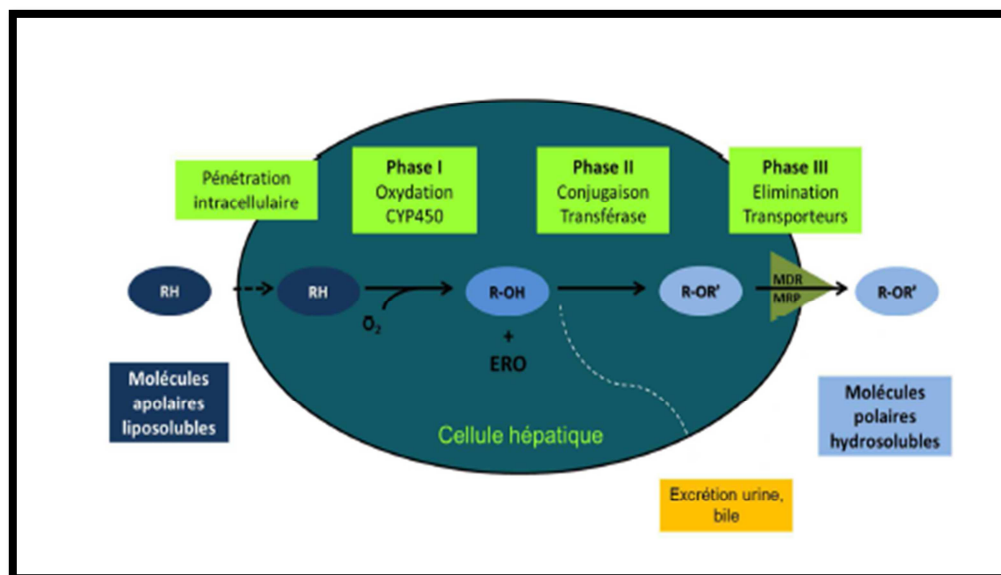 Pénétration
intracellulaire
Phase I
Oxydation
CYP450
Phase II
Conjugaison
Transférase
Phase III
Elimination
Transporteurs
RH
RH
Ō₂
R-OH
+
ERO
R-OR'
MDR
MRP
R-OR'
Molécules
apolaires
liposolubles
Cellule hépatique
Molécules
polaires
hydrosolubles
Excrétion urine,
bile